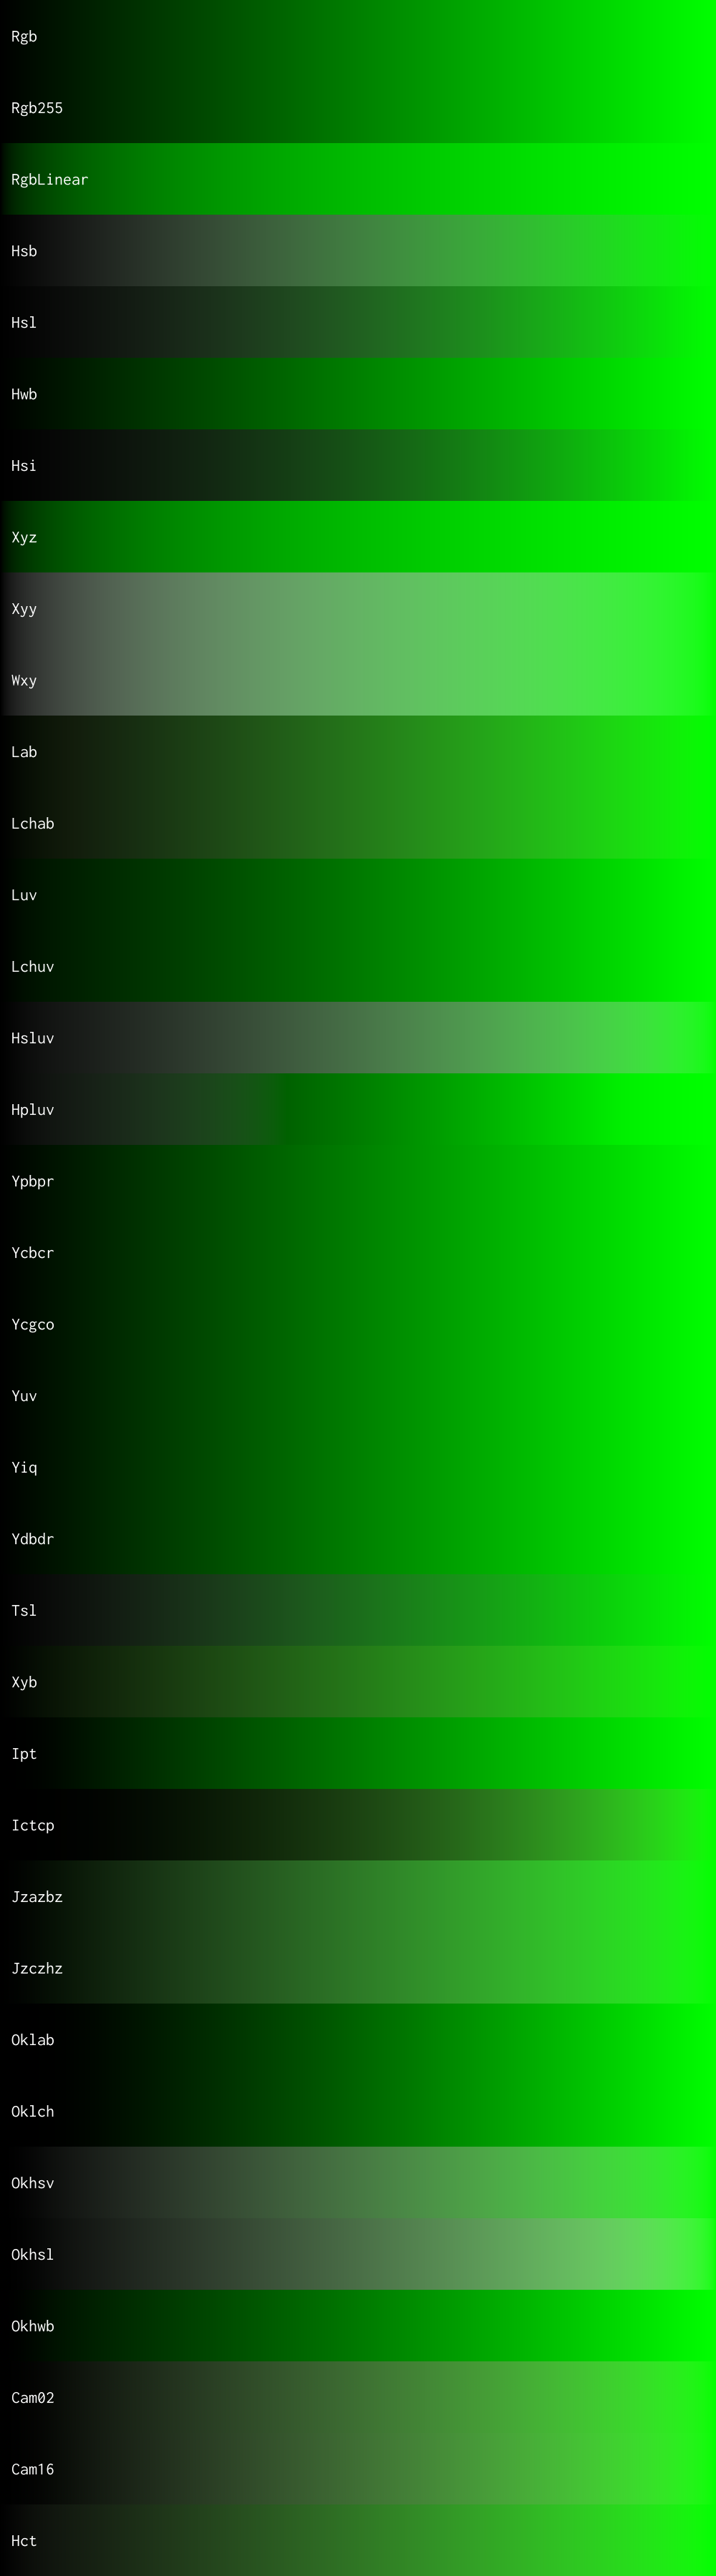 Rgb
Rgb255
RgbLinear
Hsb
Hsl
Hwb
Hsi
Xyz
Xyy
Wxy
Lab
Lchab
Luv
Lchuv
Hsluv
Hpluv
Ypbpr
Ycbcr
Ycgco
Yuv
Yiq
Ydbdr
Tsl
Xyb
Ipt
Ictcp
Jzazbz
Jzczhz
Oklab
Oklch
Okhsv
Okhsl
Okhwb
Cam02
Cam16
Hct